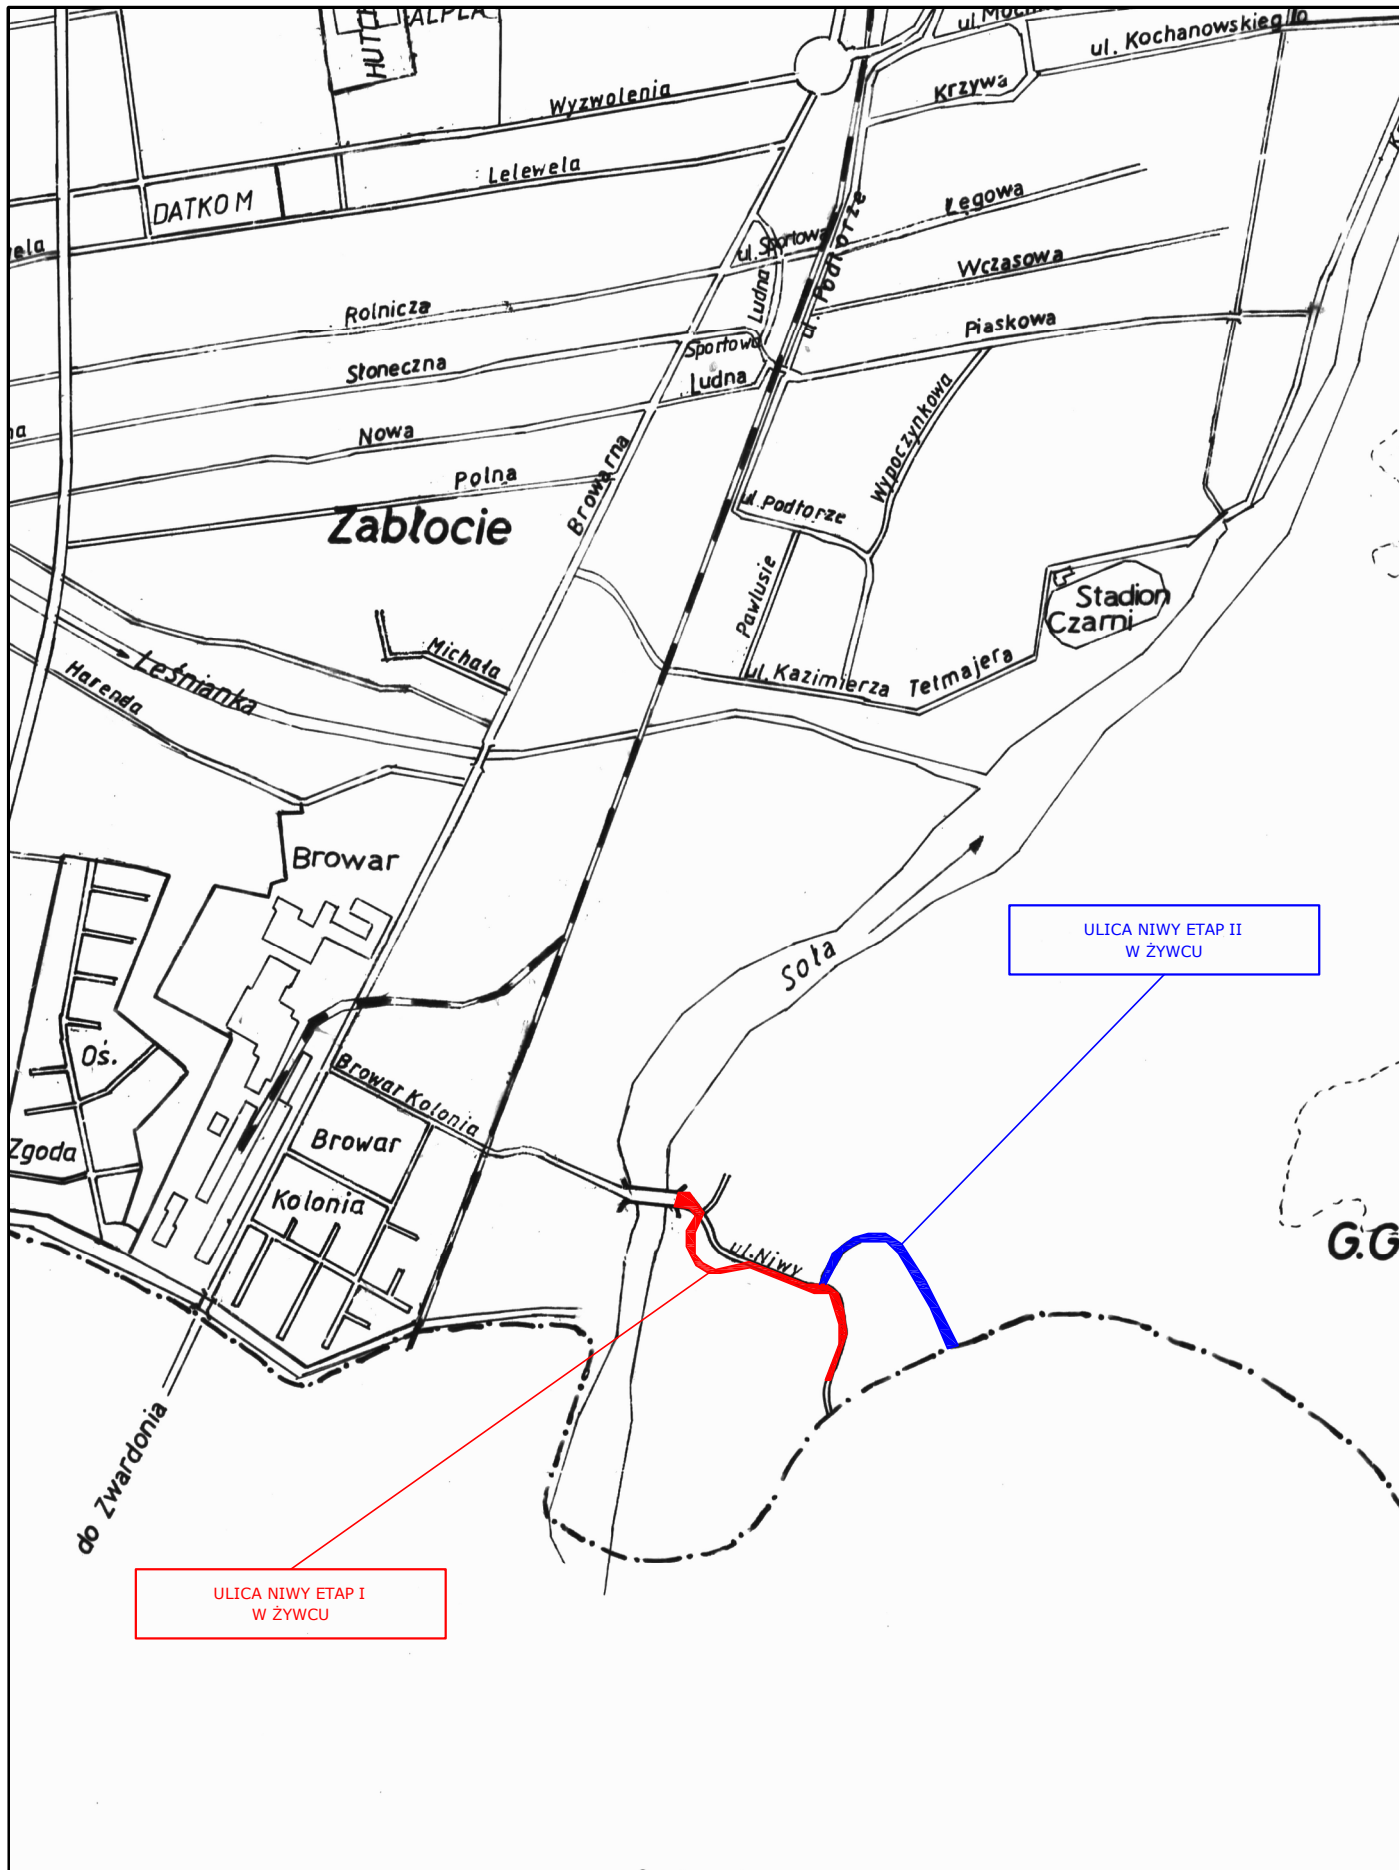 ALPLA
HUTCH
ul. Kochanowskiego
Krzywa
Wyzwolenia
Lelewela
DATKOM
Łęgowa
ul. Sportowa
ul. Podtorze
Wczasowa
Ludna
Rolnicza
Piaskowa
Sportowa
Słoneczna
Ludna
Wypoczynkowa
Nowa
Browarna
Polna
ul. Podtorze
Zabłocie
Pawlusie
Stadion
Czarni
Michała
Leśnianka
Harenda
ul. Kazimierza Tetmajera
Browar
Soła
ULICA NIWY ETAP II
W ŻYWCU
Oś.
Zgoda
Browar Kolonia
Browar
Kolonia
ul. Niwy
G.G
do Zwardonia
ULICA NIWY ETAP I
W ŻYWCU